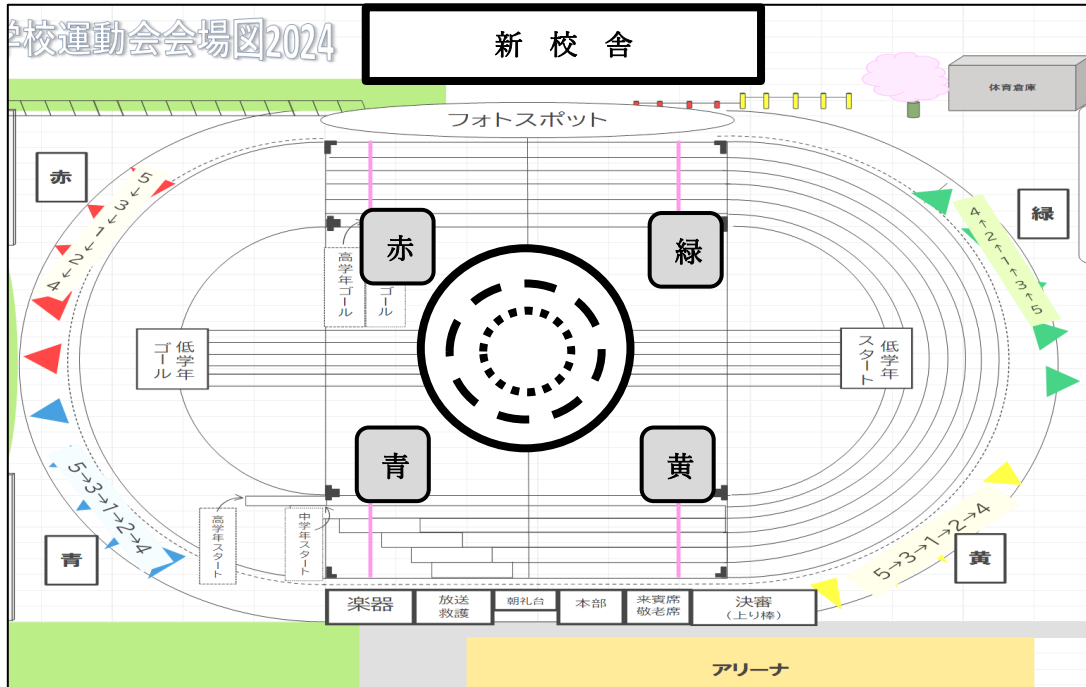 学校運動会会場図2024
新 校 舎
体育倉庫
フォトスポット
赤
5→3→1→2→4
緑
4←2←1←3←5
赤
緑
高学年ゴール
ゴール
低学年
ゴール
低学年
スタート
青
黄
5→3→1→2→4
青
高学年スタート
中学年スタート
5→3→1→2→4
黄
楽器
放送
救護
朝礼台
本部
来賓席
敬老席
決審
(上り棒)
アリーナ